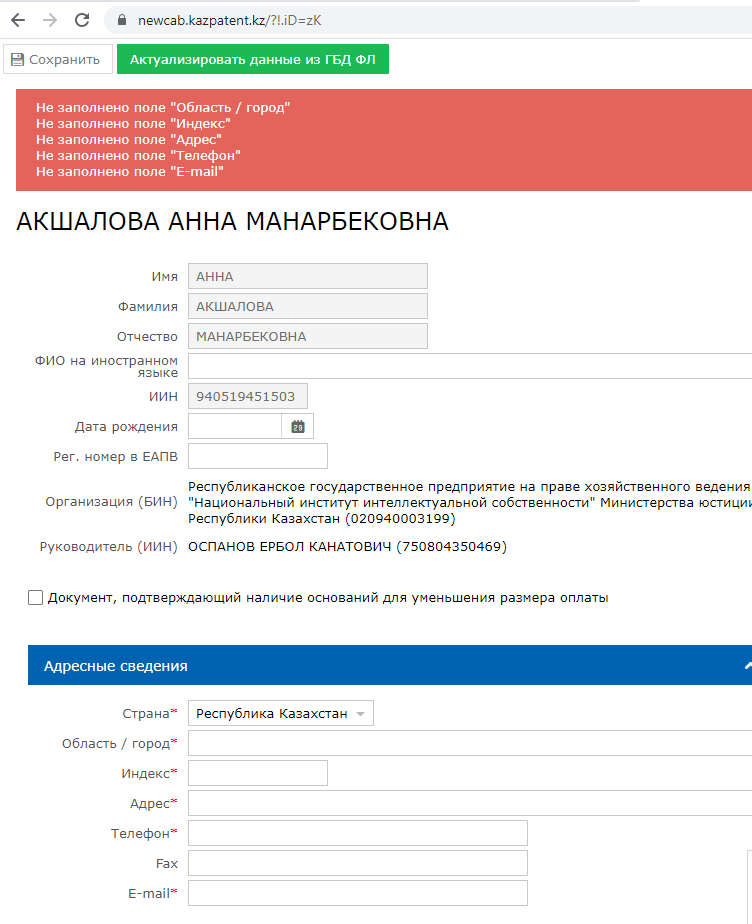 newcab.kazpatent.kz/?!.iD=zK
Сохранить Актуализировать данные из ГБД ФЛ
Не заполнено поле "Область / город"
Не заполнено поле "Индекс"
Не заполнено поле "Адрес"
Не заполнено поле "Телефон"
Не заполнено поле "E-mail"
АКШАЛОВА АННА МАНАРБЕКОВНА
Имя АННА
Фамилия АКШАЛОВА
Отчество МАНАРБЕКОВНА
ФИО на иностранном
языке
ИИН 940519451503
Дата рождения 29
Рег. номер в ЕАПВ
Республиканское государственное предприятие на праве хозяйственного ведения
Организация (БИН) "Национальный институт интеллектуальной собственности" Министерства юстиции
Республики Казахстан (020940003199)
Руководитель (ИИН) ОСПАНОВ ЕРБОЛ КАНАТОВИЧ (750804350469)
Документ, подтверждающий наличие оснований для уменьшения размера оплаты
Адресные сведения
Страна* Республика Казахстан
Область / город*
Индекс*
Адрес*
Телефон*
Fax
E-mail*